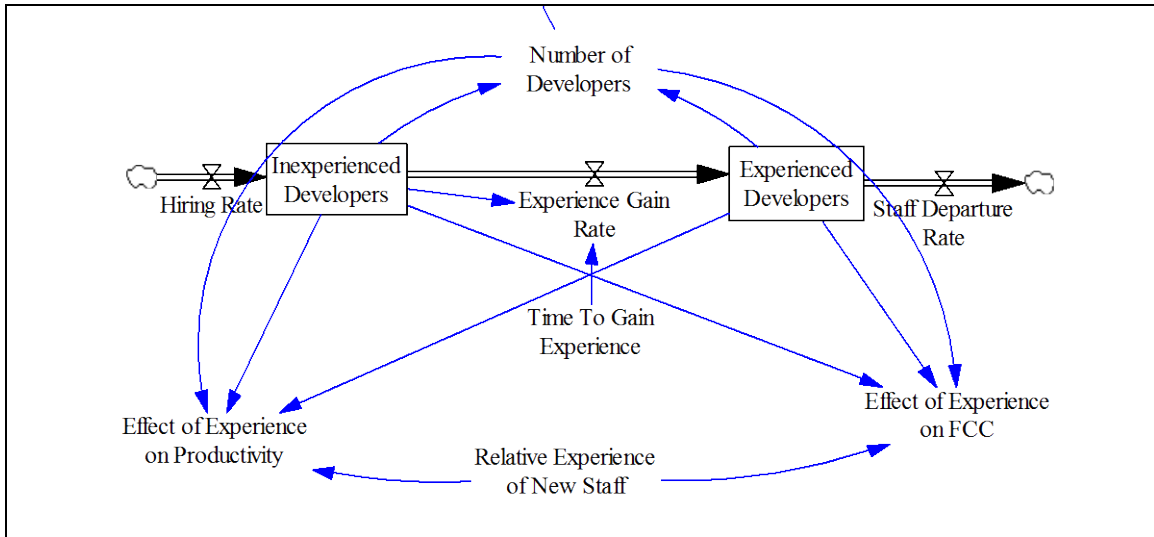 Number of
Developers
Inexperienced
Developers
Experienced
Developers
Hiring Rate
Experience Gain
Rate
Staff Departure
Rate
Time To Gain
Experience
Effect of Experience
on Productivity
Effect of Experience
on FCC
Relative Experience
of New Staff